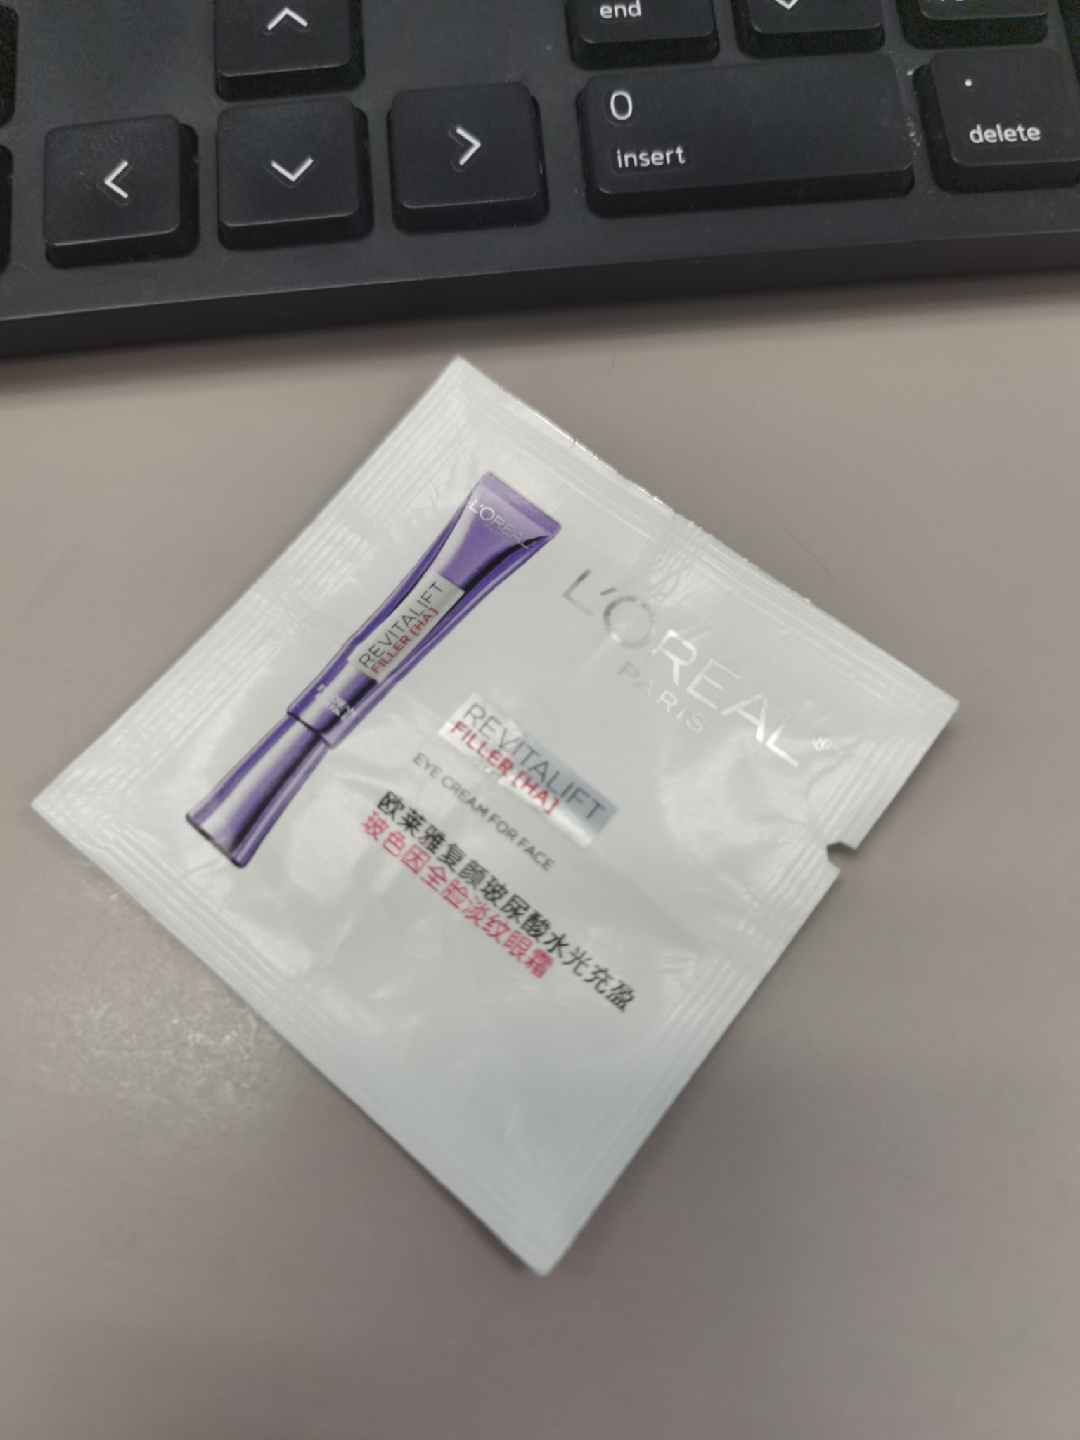 end
0
insert
.
delete
L'ORÉAL
REVITALIFT
FILLER [HA]
L'ORÉAL
PARIS
REVITALIFT
FILLER [HA]
EYE CREAM FOR FACE
欧莱雅复颜玻尿酸水光充盈
玻色因全脸淡纹眼霜